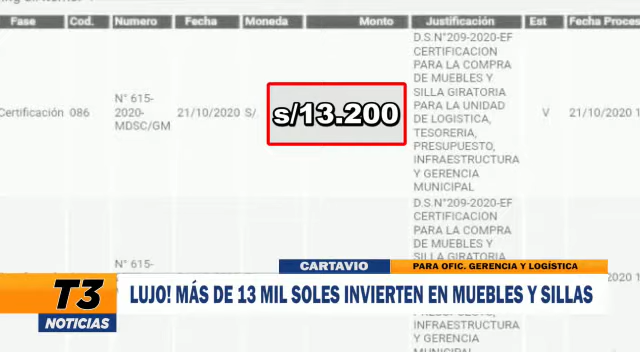 Fase Cod. Numero Fecha Moneda Monto Justificación Est Fecha Proces
D.S.N°209-2020-EF
CERTIFICACION
PARA LA COMPRA
DE MUEBLES Y
SILLA GIRATORIA
PARA LA UNIDAD
DE LOGISTICA,
TESORERIA,
PRESUPUESTO,
INFRAESTRUCTURA
Y GERENCIA
MUNICIPAL
Certificación 086
N° 615-
2020-
MDSC/GM
21/10/2020 S/.
s/13.200
V 21/10/2020 1
D.S.N°209-2020-EF
CERTIFICACION
PARA LA COMPRA
DE MUEBLES Y
SILLA GIRATORIA
N° 615-
CARTAVIO
PARA OFIC. GERENCIA Y LOGÍSTICA
T3
NOTICIAS
LUJO! MÁS DE 13 MIL SOLES INVIERTEN EN MUEBLES Y SILLAS
INFRAESTRUCTURA
Y GERENCIA